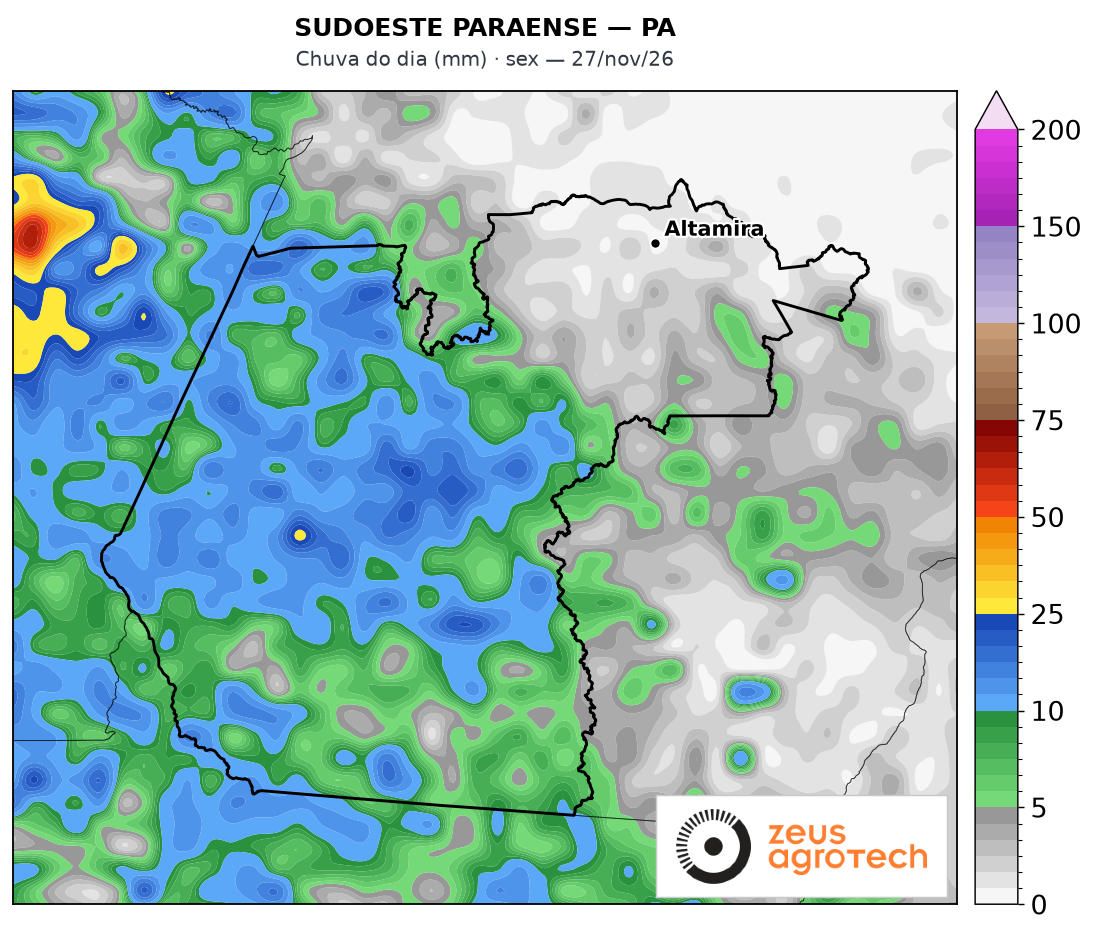 SUDOESTE PARAENSE — PA
Chuva do dia (mm) · sex — 27/nov/26
Altamira
200
150
100
75
50
25
10
5
0
zeus
agrotech